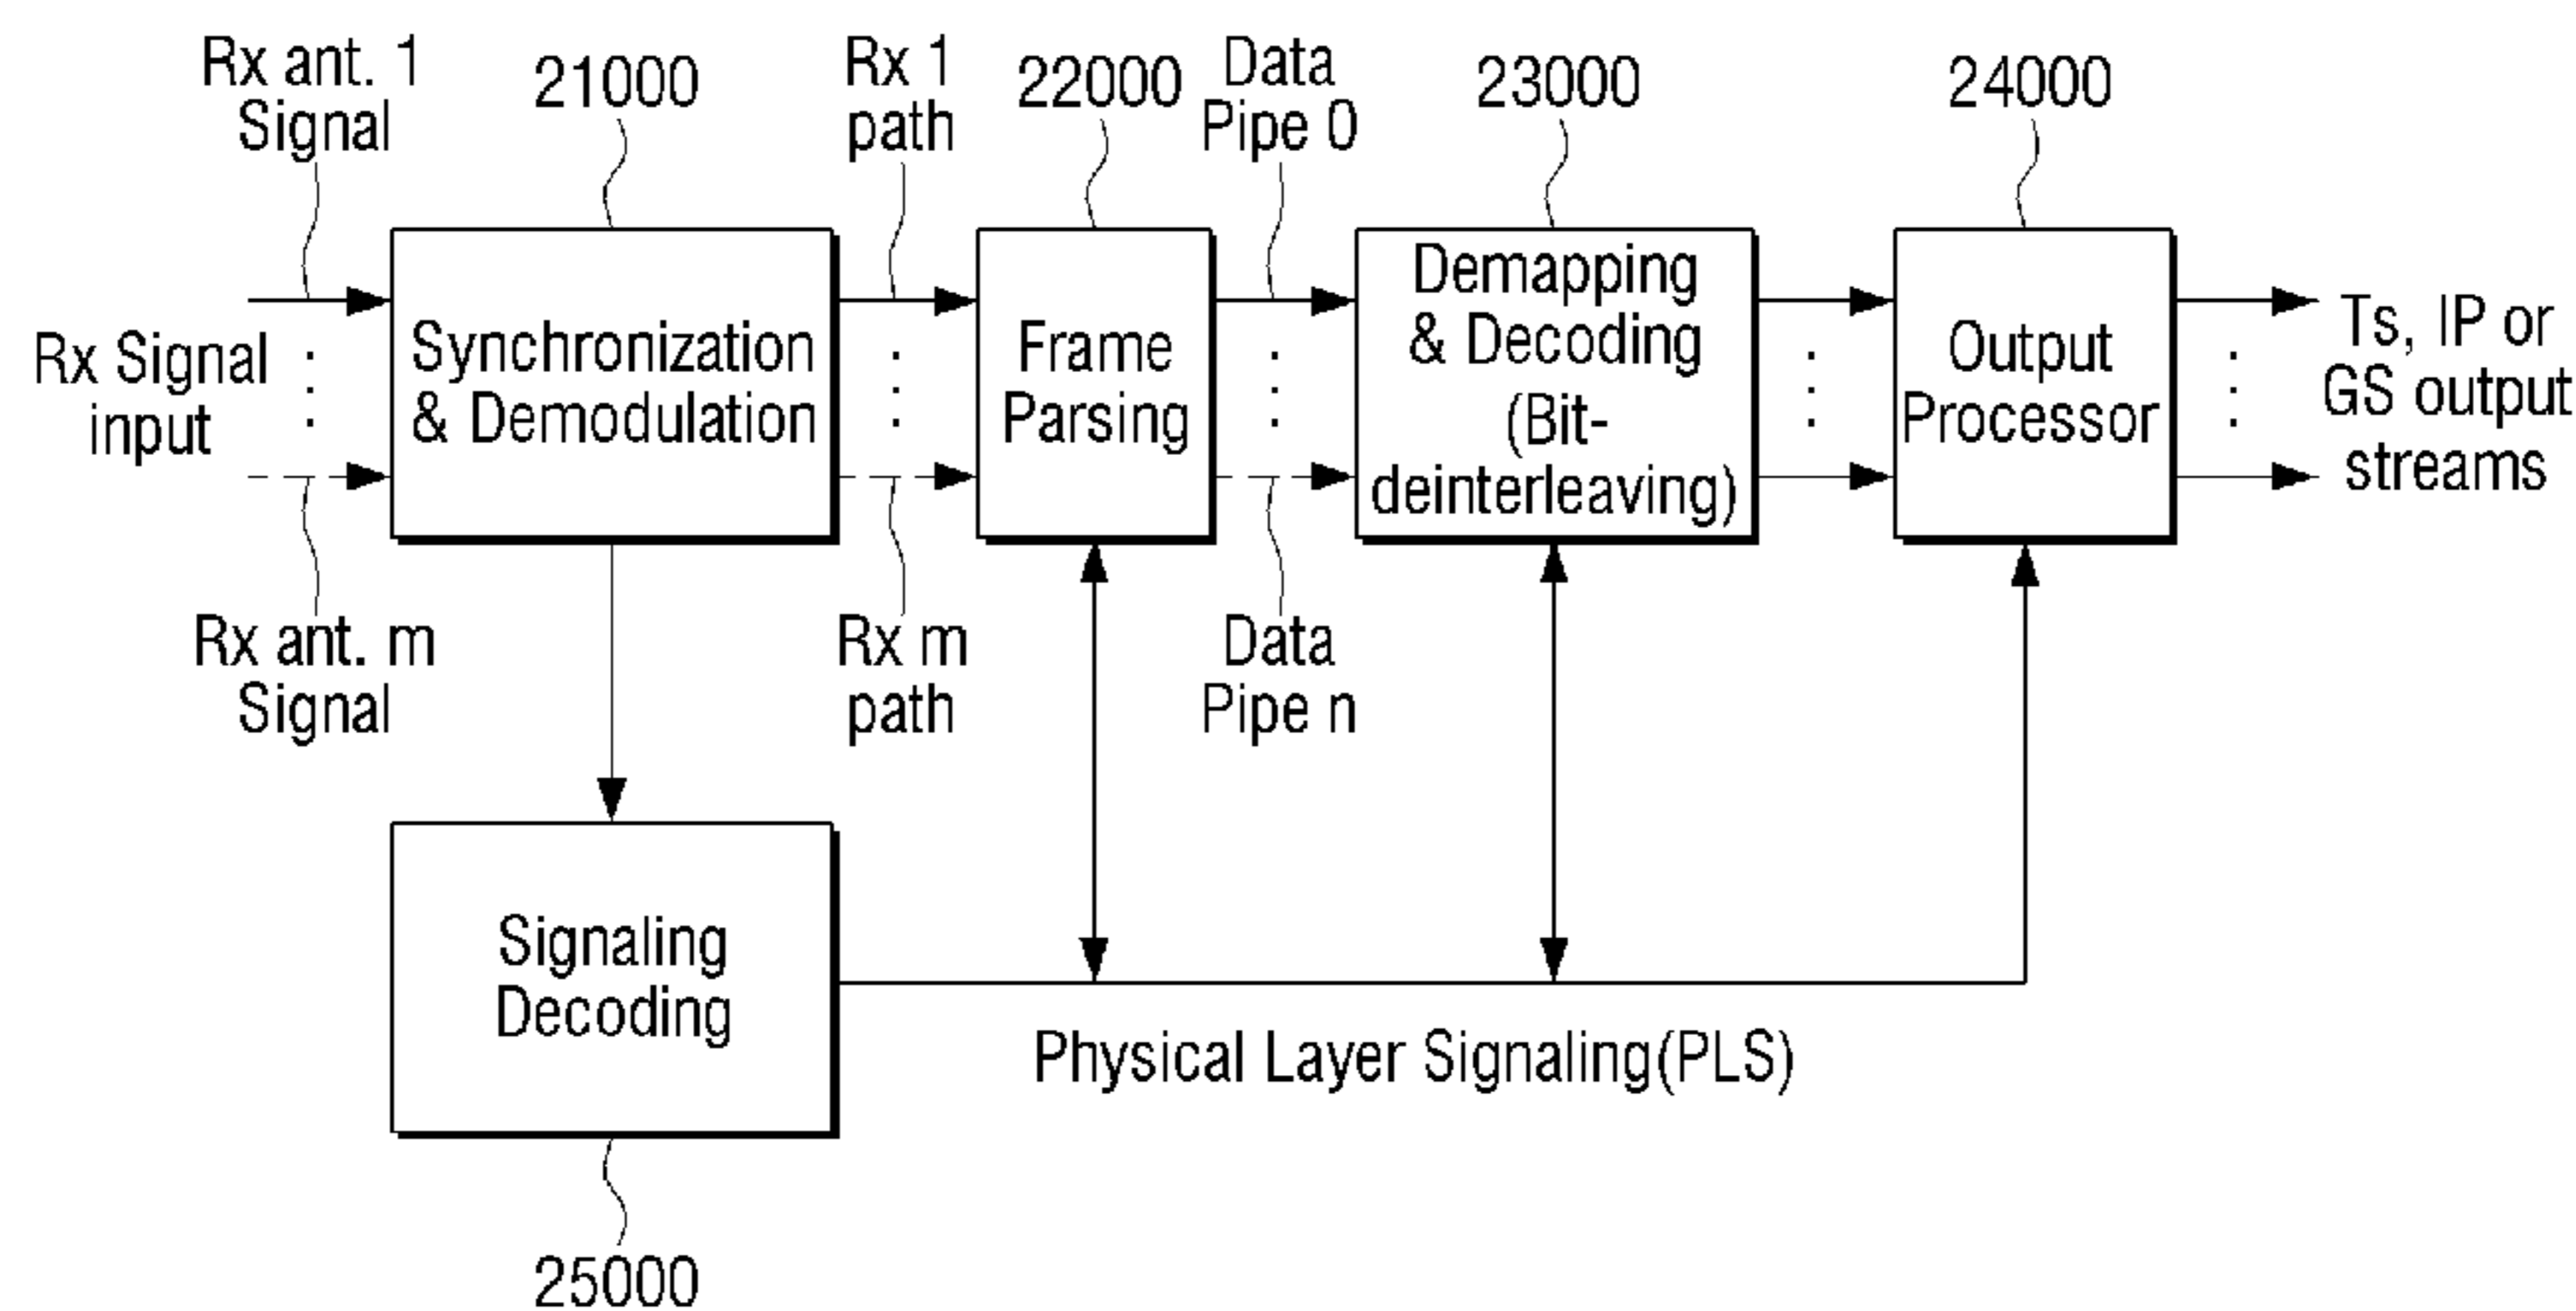 Rx ant. 1
Signal
21000
Rx 1
path
22000
Data
Pipe 0
23000
24000
Rx Signal
input
Synchronization
& Demodulation
Frame
Parsing
Demapping
& Decoding
(Bit-
deinterleaving)
Output
Processor
Ts, IP or
GS output
streams
Rx ant. m
Signal
Rx m
path
Data
Pipe n
Signaling
Decoding
Physical Layer Signaling(PLS)
25000